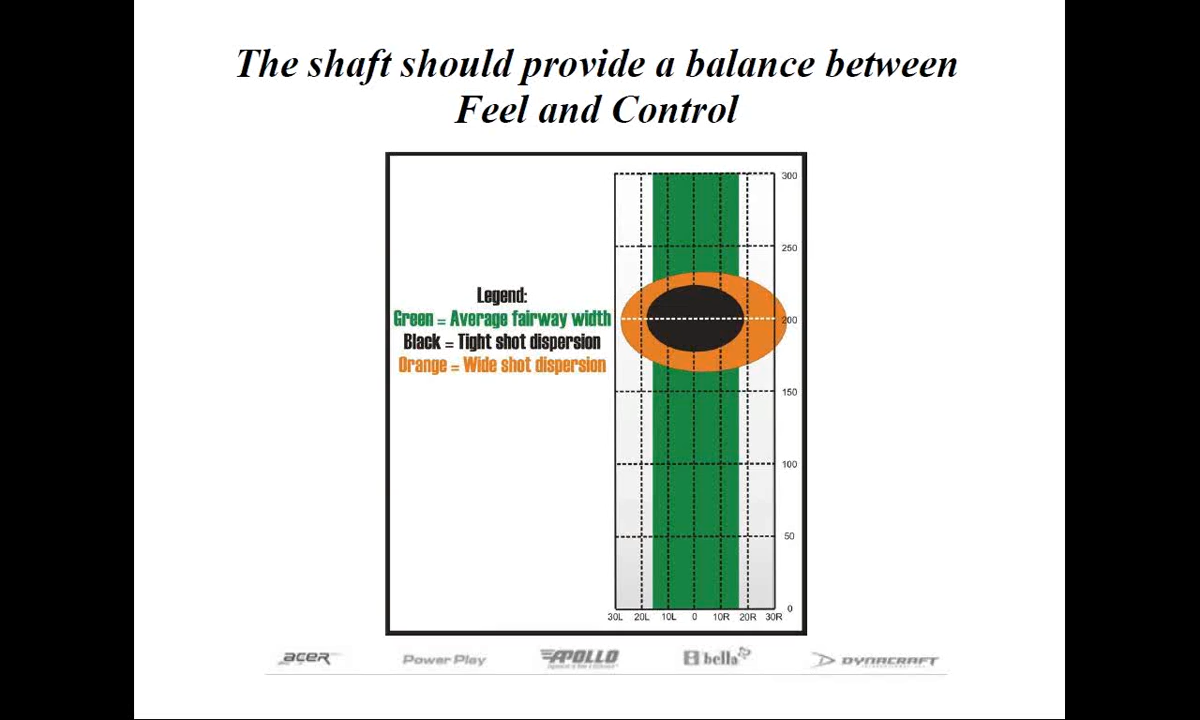 The shaft should provide a balance between
Feel and Control
Legend:
Green = Average fairway width
Black = Tight shot dispersion
Orange = Wide shot dispersion
300
250
200
150
100
50
0
30L 20L 10L 0 10R 20R 30R
ACER Power Play APOLLO bella DYNACRAFT